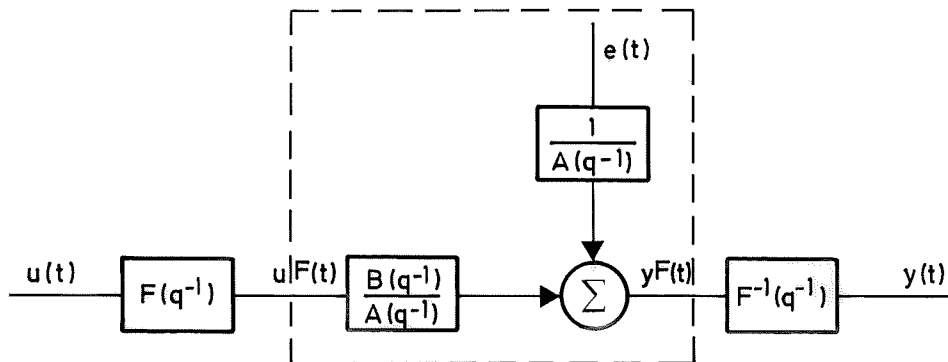 e(t)
1
A(q⁻¹)
u(t)
F(q⁻¹)
uF(t)
B(q⁻¹)
A(q⁻¹)
Σ
yF(t)
F⁻¹(q⁻¹)
y(t)